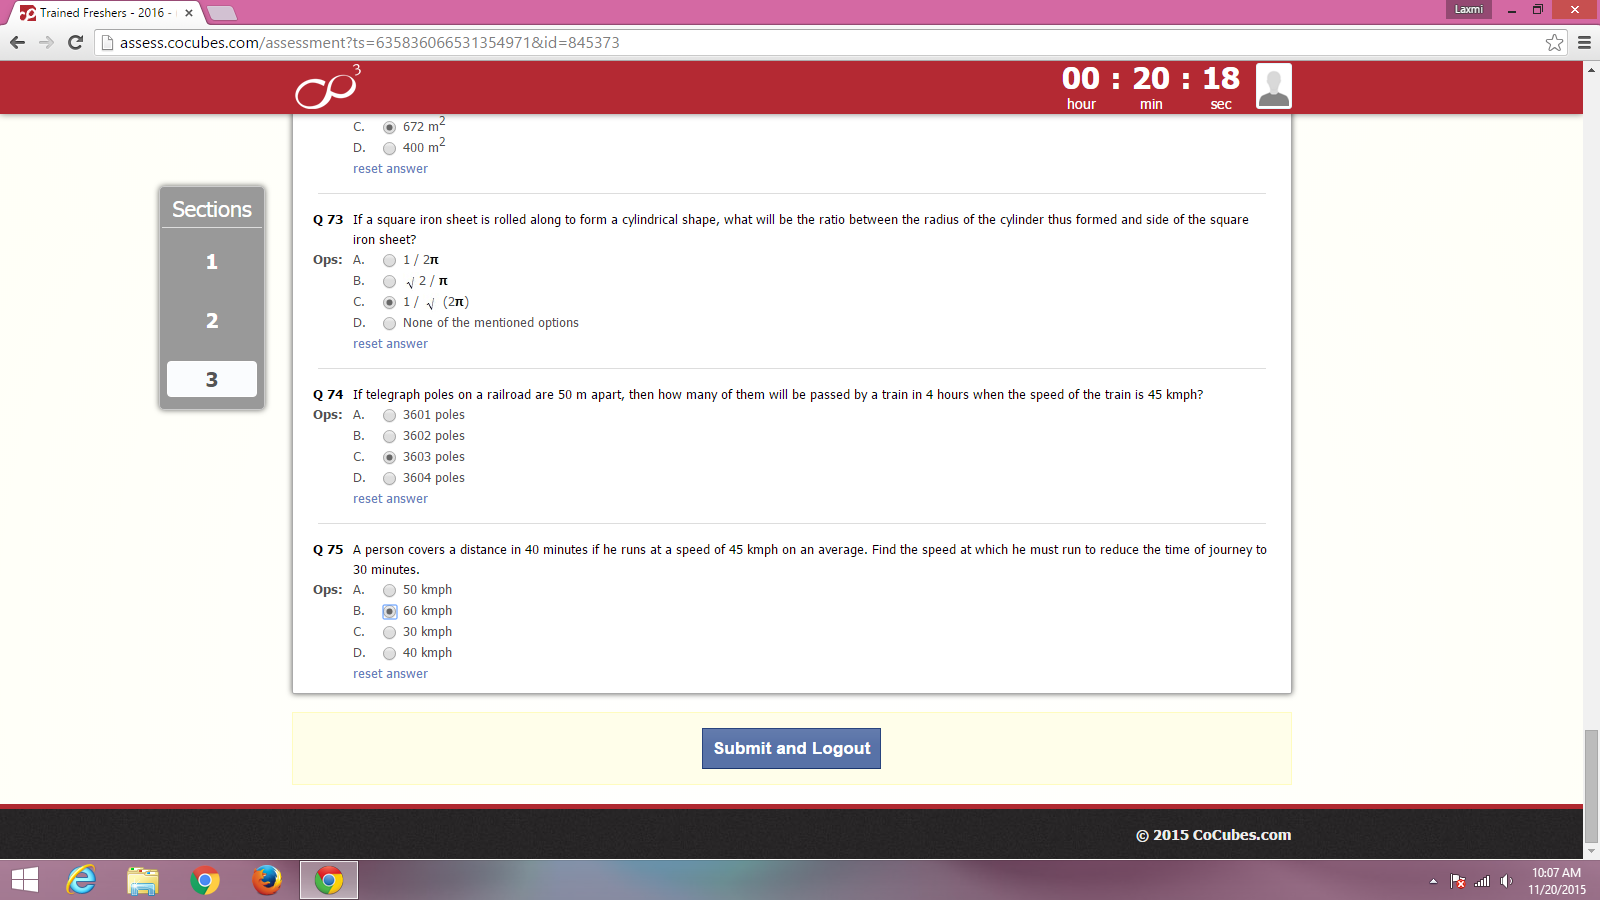 Trained Freshers - 2016 -
Laxmi
assess.cocubes.com/assessment?ts=635836066531354971&id=845373
3
00 : 20 : 18
hour min sec
C. 672 m2
D. 400 m2
reset answer
Sections
1
2
3
Q 73 If a square iron sheet is rolled along to form a cylindrical shape, what will be the ratio between the radius of the cylinder thus formed and side of the square
iron sheet?
Ops: A. 1 / 2π
B. √ 2 / π
C. 1 / √ (2π)
D. None of the mentioned options
reset answer
Q 74 If telegraph poles on a railroad are 50 m apart, then how many of them will be passed by a train in 4 hours when the speed of the train is 45 kmph?
Ops: A. 3601 poles
B. 3602 poles
C. 3603 poles
D. 3604 poles
reset answer
Q 75 A person covers a distance in 40 minutes if he runs at a speed of 45 kmph on an average. Find the speed at which he must run to reduce the time of journey to
30 minutes.
Ops: A. 50 kmph
B. 60 kmph
C. 30 kmph
D. 40 kmph
reset answer
Submit and Logout
© 2015 CoCubes.com
10:07 AM
11/20/2015